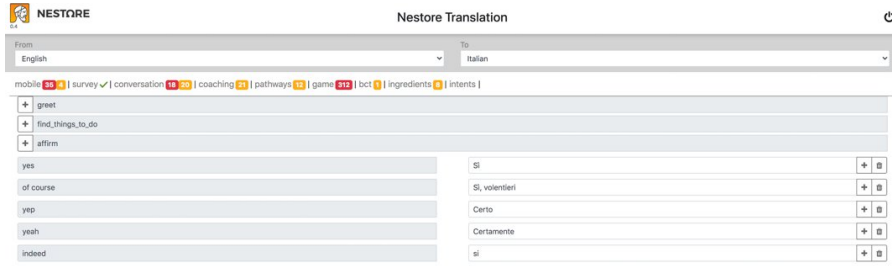 NESTORE
0.4
Nestore Translation
From
To
English
Italian
mobile 36 4 | survey ✓ | conversation 18 20 | coaching 21 | pathways 12 | game 312 | bct 1 | ingredients 8 | intents |
+ greet
+ find_things_to_do
+ affirm
yes Sì +
of course Sì, volentieri +
yep Certo +
yeah Certamente +
indeed si +